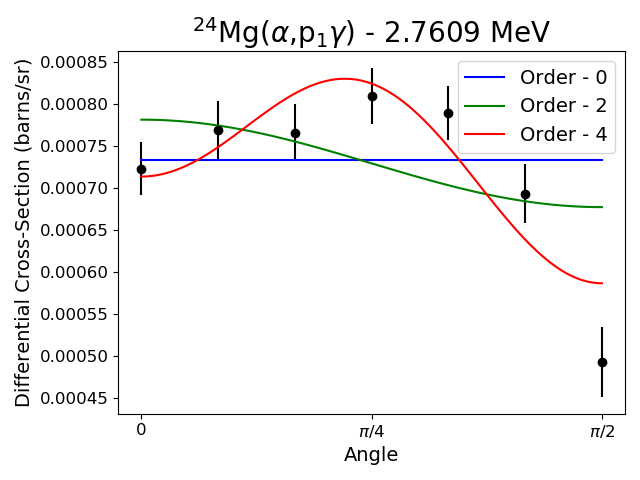 ²⁴Mg(α,p₁γ) - 2.7609 MeV
Differential Cross-Section (barns/sr)
0.00085
0.00080
0.00075
0.00070
0.00065
0.00060
0.00055
0.00050
0.00045
Order - 0
Order - 2
Order - 4
0
π/4
π/2
Angle